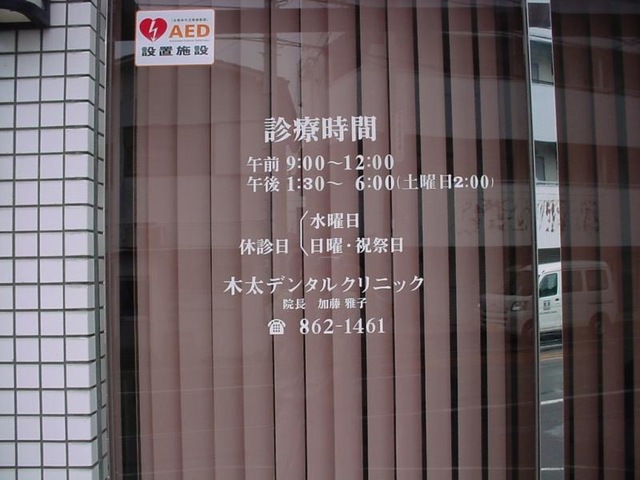 AED
設置施設
診療時間
午前 9:00〜12:00
午後 1:30〜 6:00(土曜日2:00)
水曜日
休診日
日曜・祝祭日
木太デンタルクリニック
院長 加藤 雅子
☎ 862-1461